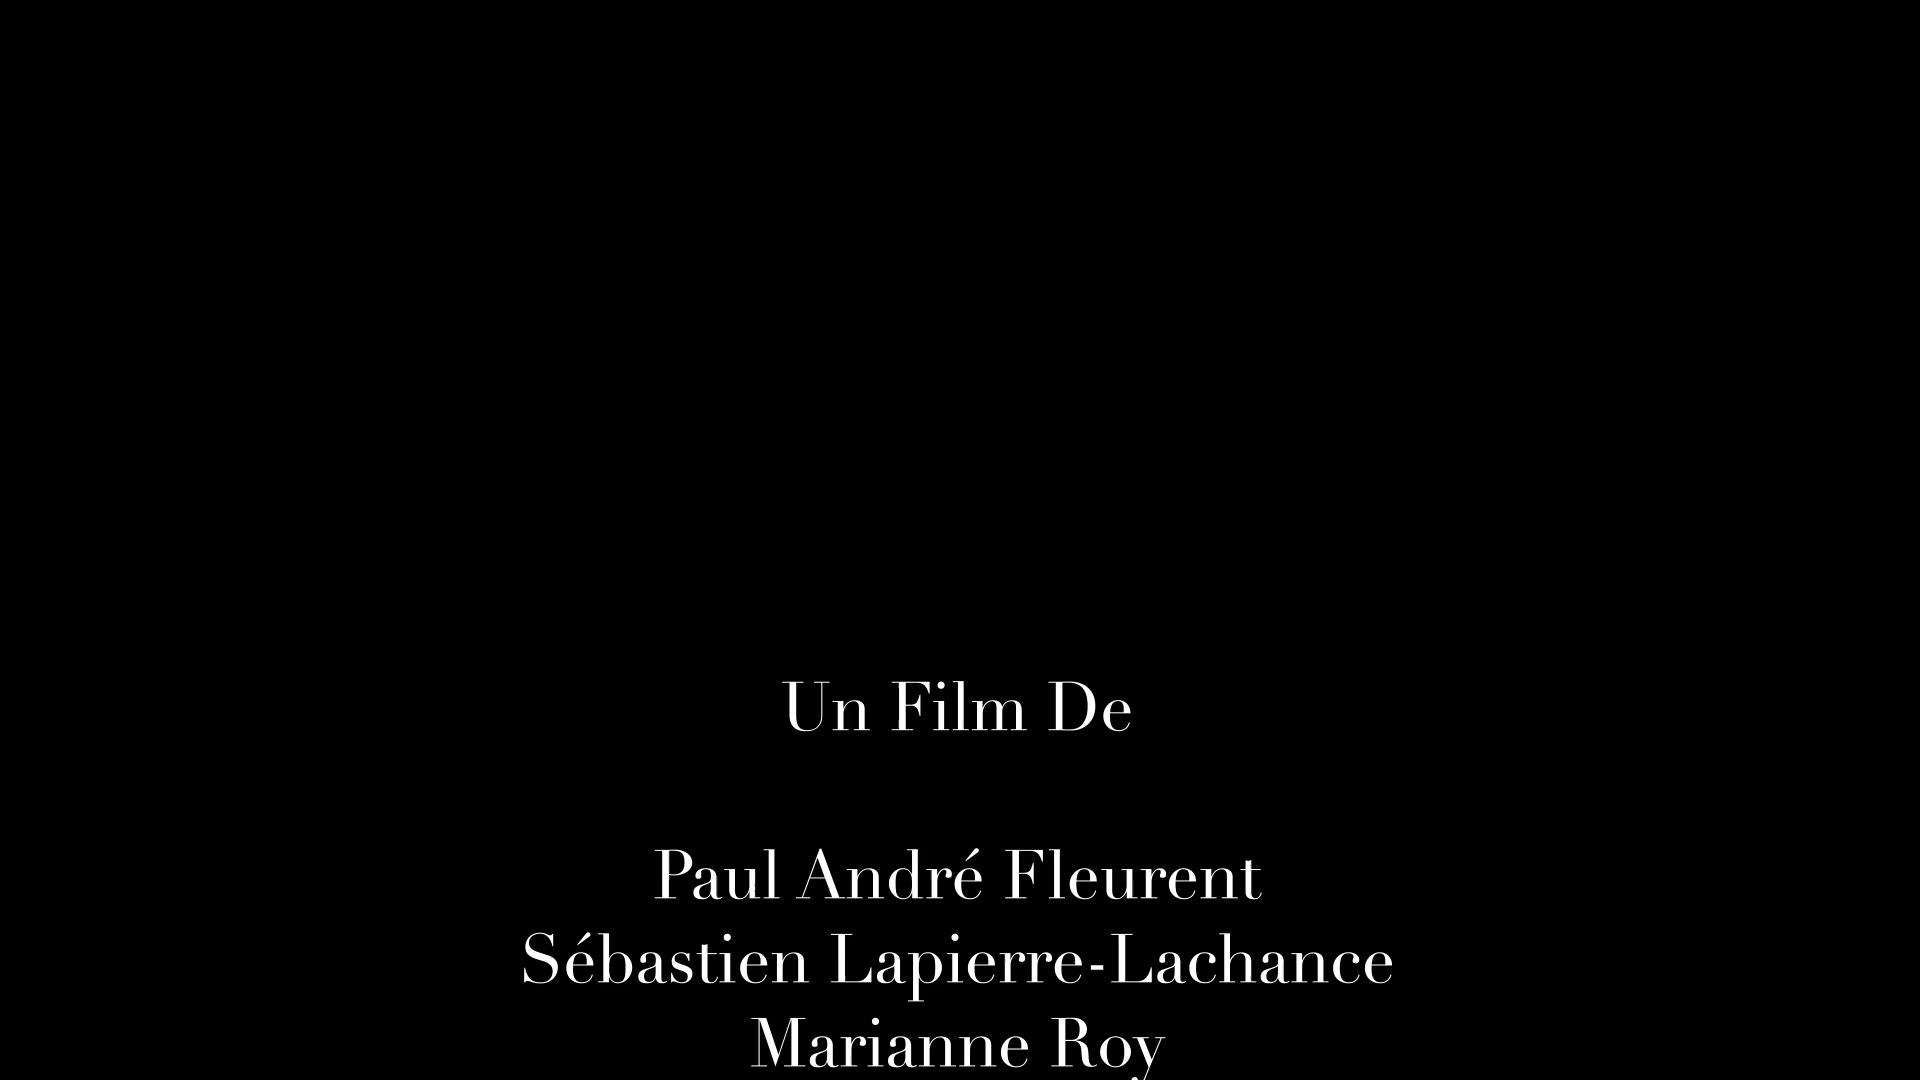 Un Film De
Paul André Fleurent
Sébastien Lapierre-Lachance
Marianne Roy